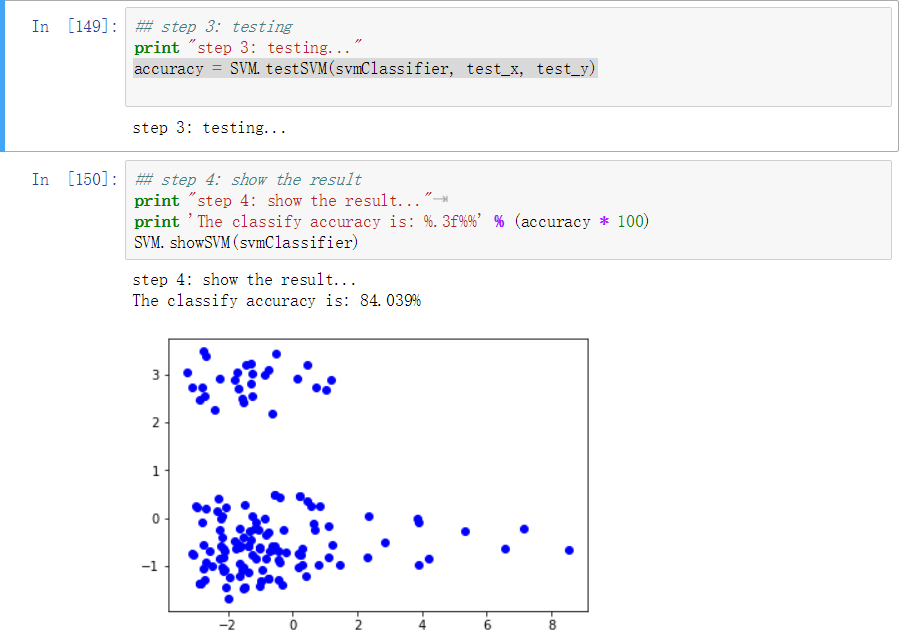 In [149]:
## step 3: testing
print "step 3: testing..."
accuracy = SVM.testSVM(svmClassifier, test_x, test_y)
step 3: testing...
In [150]:
## step 4: show the result
print "step 4: show the result..."
print 'The classify accuracy is: %.3f%%' % (accuracy * 100)
SVM.showSVM(svmClassifier)
step 4: show the result...
The classify accuracy is: 84.039%
3
2
1
0
−1
−2 0 2 4 6 8